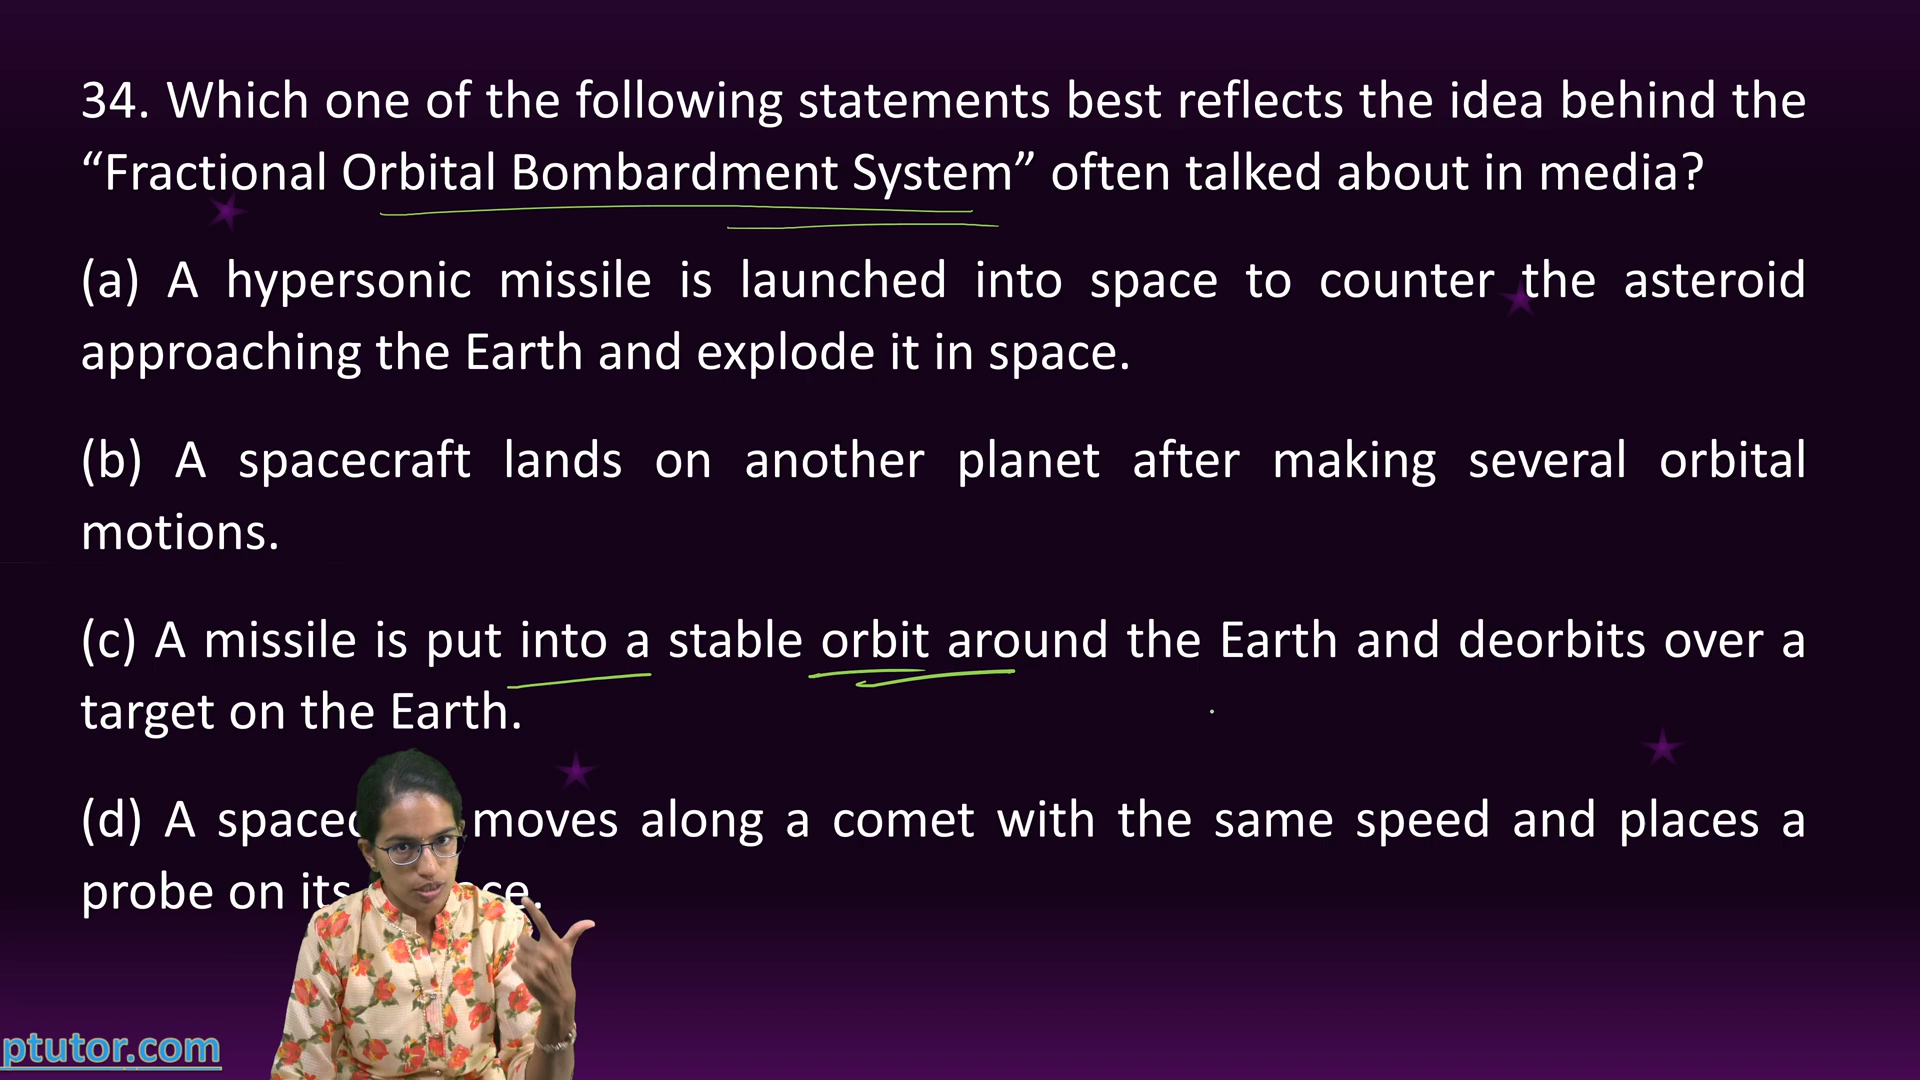 34. Which one of the following statements best reflects the idea behind the
“Fractional Orbital Bombardment System” often talked about in media?
(a) A hypersonic missile is launched into space to counter the asteroid
approaching the Earth and explode it in space.
(b) A spacecraft lands on another planet after making several orbital
motions.
(c) A missile is put into a stable orbit around the Earth and deorbits over a
target on the Earth.
(d) A moves along a comet with the same speed and places a
probe on its
ptutor.com